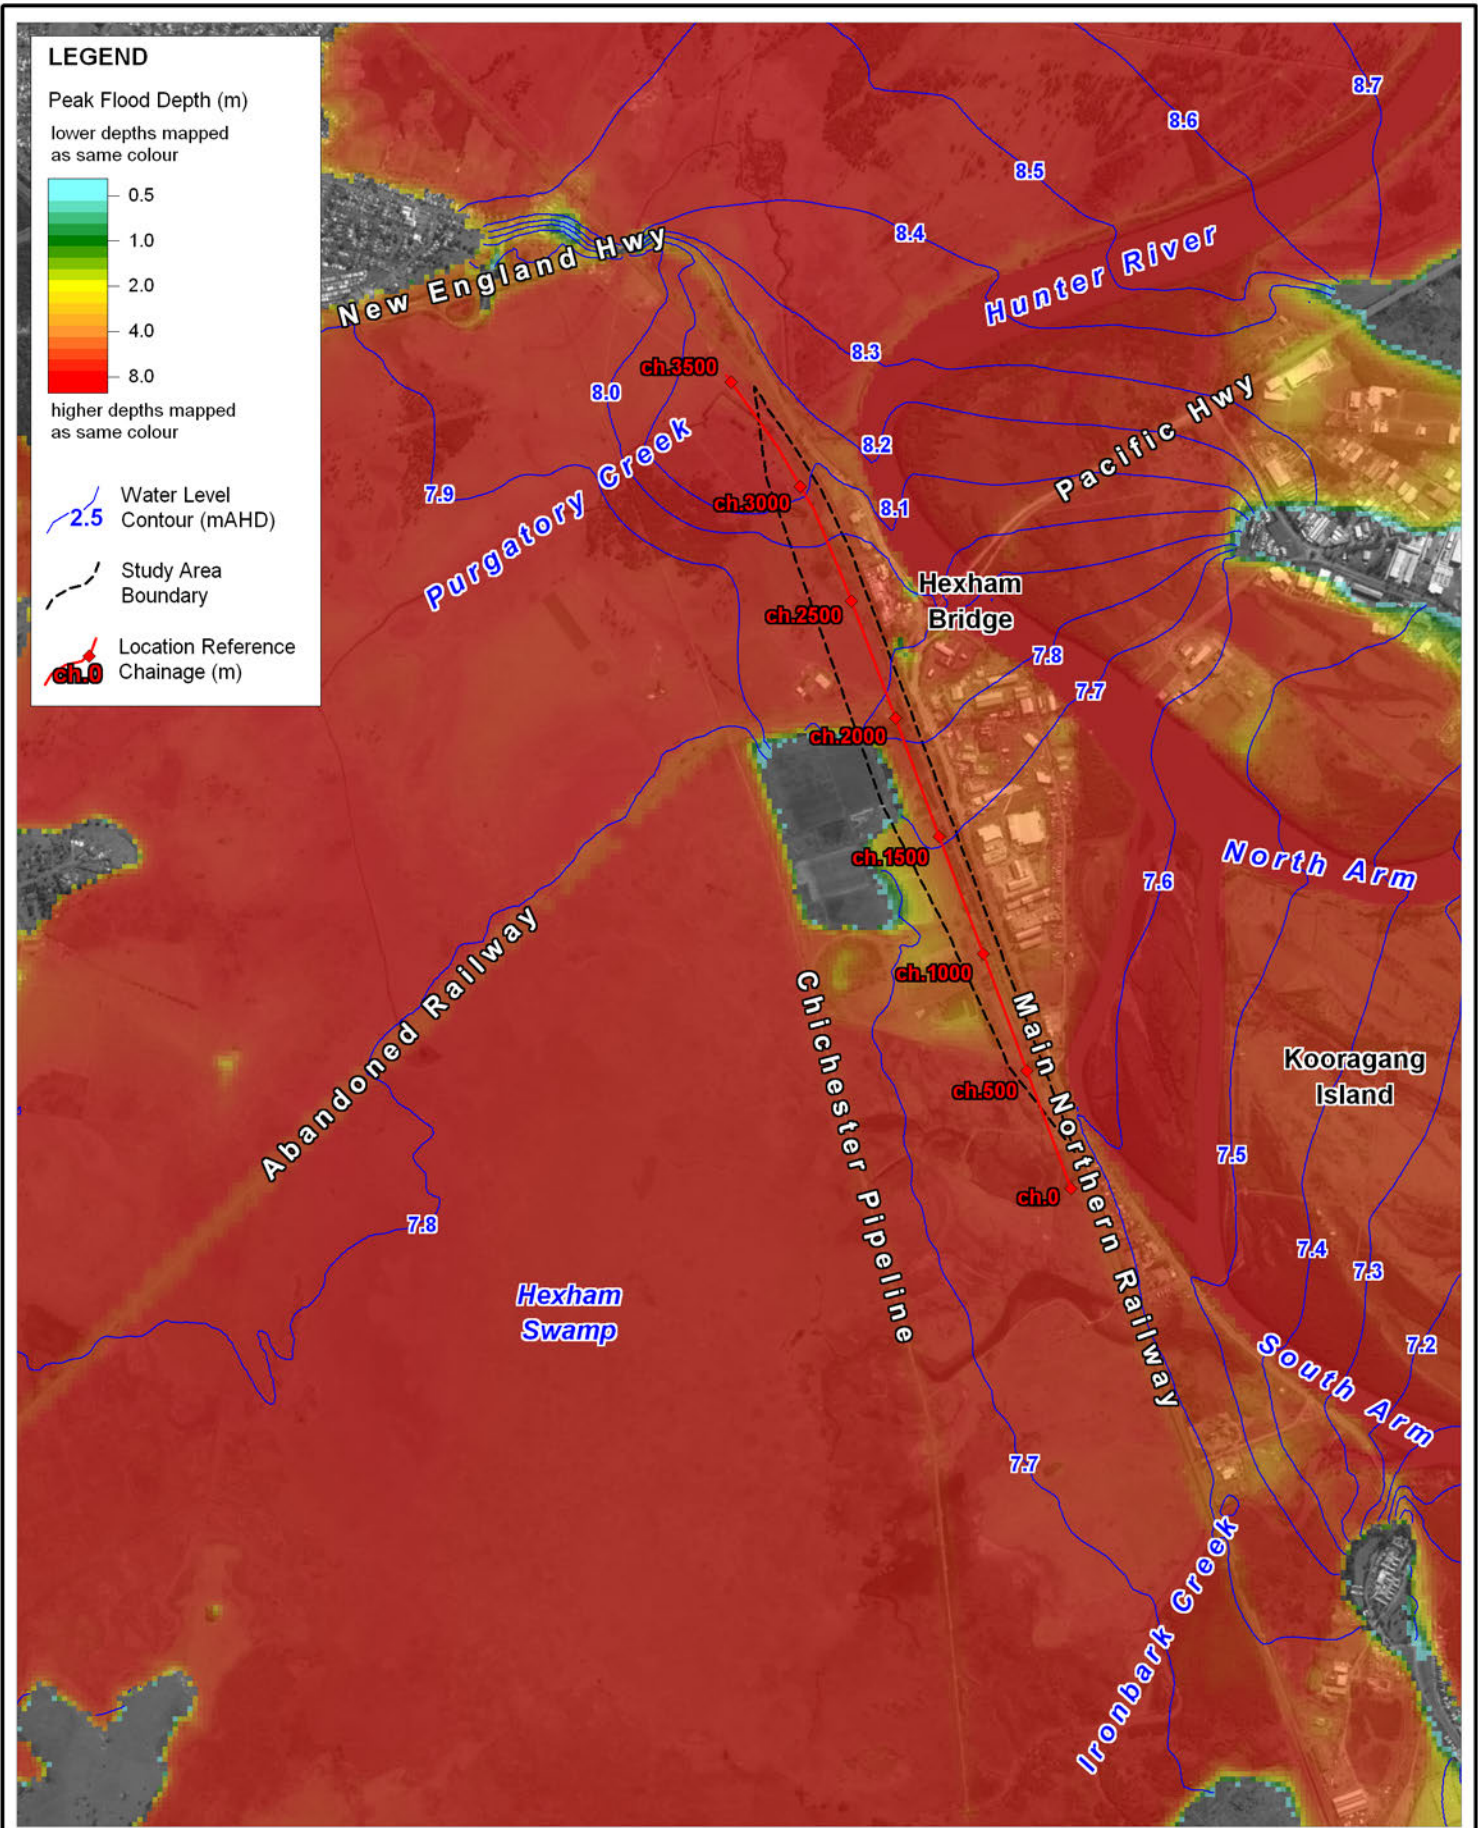 LEGEND
Peak Flood Depth (m)
lower depths mapped
as same colour
0.5
1.0
2.0
4.0
8.0
higher depths mapped
as same colour
2.5
Water Level
Contour (mAHD)
Study Area
Boundary
ch.0
Location Reference
Chainage (m)
8.7
8.6
8.5
8.4
Hunter River
New England Hwy
8.3
ch.3500
8.0
Pacific Hwy
8.2
Purgatory Creek
7.9
ch.3000
8.1
Hexham
Bridge
ch.2500
7.8
7.7
ch.2000
ch.1500
North Arm
7.6
Abandoned Railway
ch.1000
Chichester Pipeline
Main Northern Railway
Kooragang
Island
ch.500
7.5
ch.0
7.8
7.4
7.3
Hexham
Swamp
7.2
South Arm
7.7
Ironbark Creek